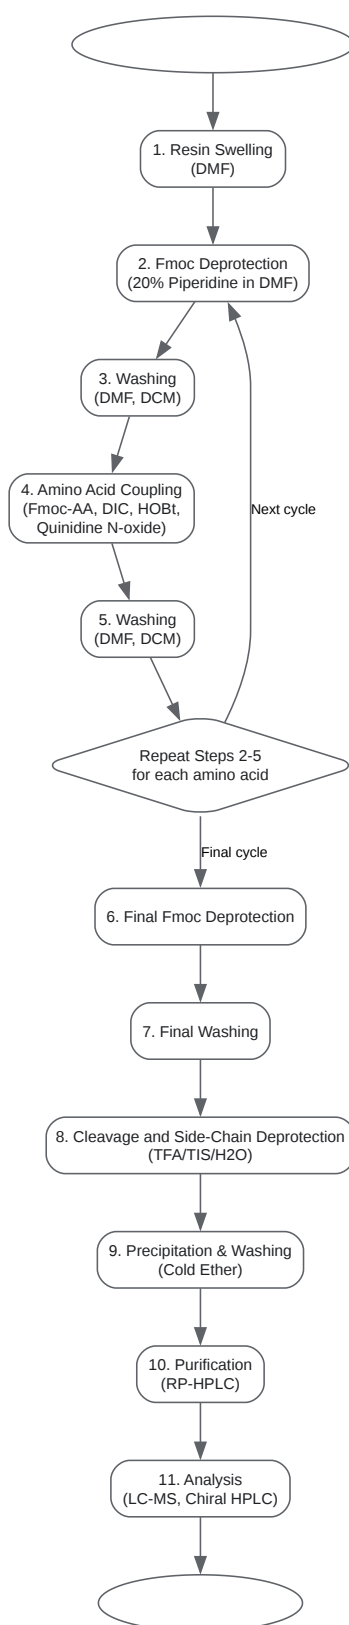 1. Resin Swelling
(DMF)
2. Fmoc Deprotection
(20% Piperidine in DMF)
3. Washing
(DMF, DCM)
4. Amino Acid Coupling
(Fmoc-AA, DIC, HOBt,
Quinidine N-oxide)
Next cycle
5. Washing
(DMF, DCM)
Repeat Steps 2-5
for each amino acid
Final cycle
6. Final Fmoc Deprotection
7. Final Washing
8. Cleavage and Side-Chain Deprotection
(TFA/TIS/H2O)
9. Precipitation & Washing
(Cold Ether)
10. Purification
(RP-HPLC)
11. Analysis
(LC-MS, Chiral HPLC)